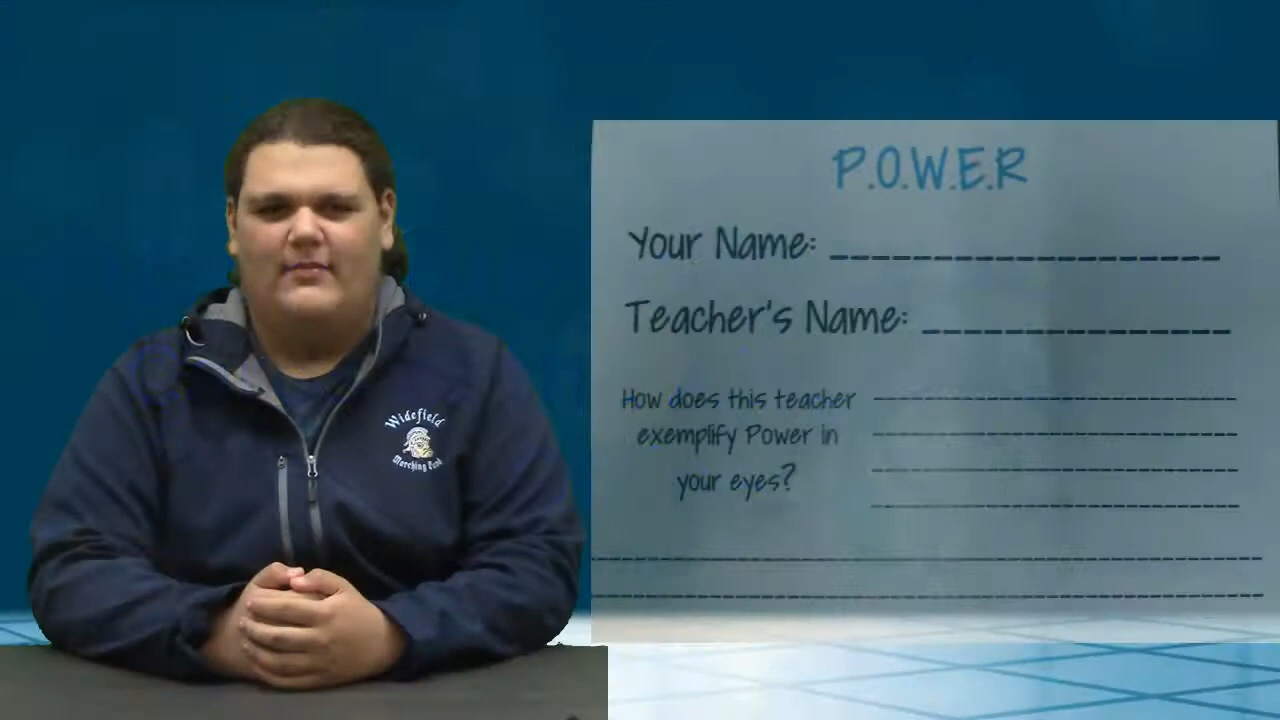 Widefield
Marching Band
P.O.W.E.R
Your Name:
Teacher's Name:
How does this teacher
exemplify Power in
your eyes?